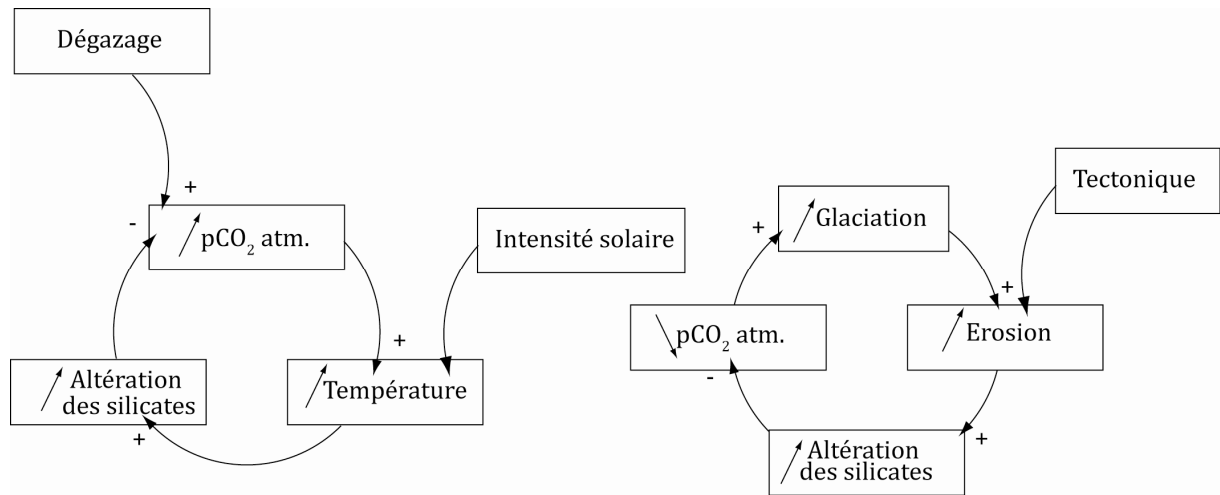 Dégazage
+
-
pCO₂ atm.
Intensité solaire
+
Température
Altération
des silicates
+
Tectonique
+
Glaciation
+
Erosion
pCO₂ atm.
-
+
Altération
des silicates